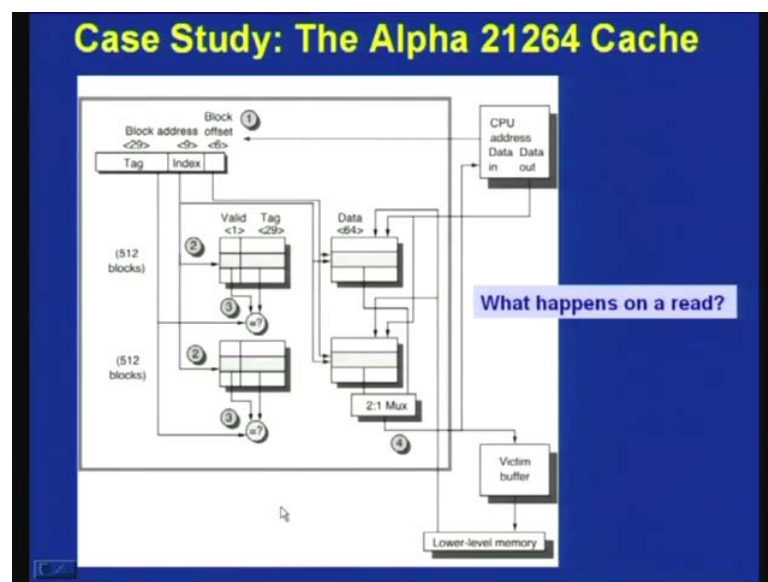 Case Study: The Alpha 21264 Cache
Block
Block address offset
<29> <9> <6>
Tag Index
1
CPU
address
Data Data
in out
Valid Tag
<1> <29>
Data
<64>
(512
blocks)
2
3
=?
What happens on a read?
(512
blocks)
2
3
=?
2:1 Mux
4
Victim
buffer
Lower-level memory